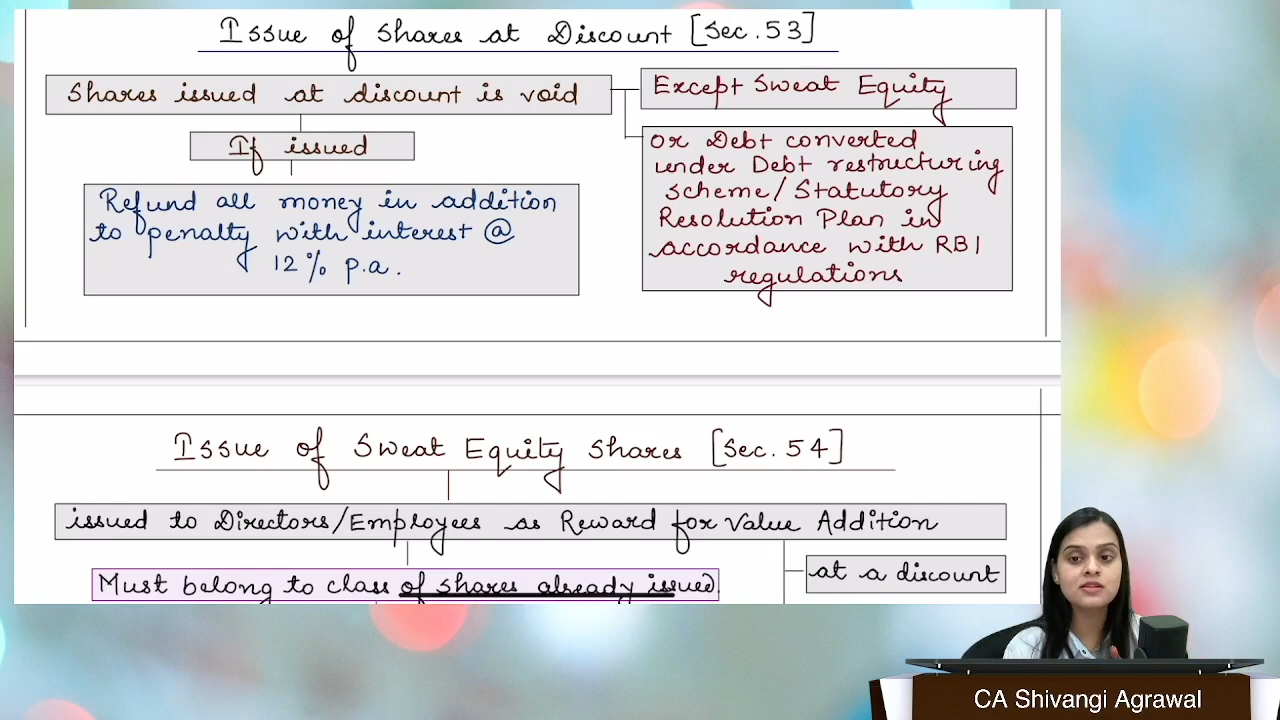 Issue of shares at Discount [Sec.53]
Shares issued at discount is void
Except Sweat Equity
If issued
or Debt converted
under Debt restructuring
scheme/Statutory
Resolution Plan in
accordance with RBI
regulations
Refund all money in addition
to penalty with interest @
12% p.a.
Issue of Sweat Equity shares [Sec. 54]
issued to Directors/Employees as Reward for Value Addition
at a discount
Must belong to class of shares already issued.
CA Shivangi Agrawal